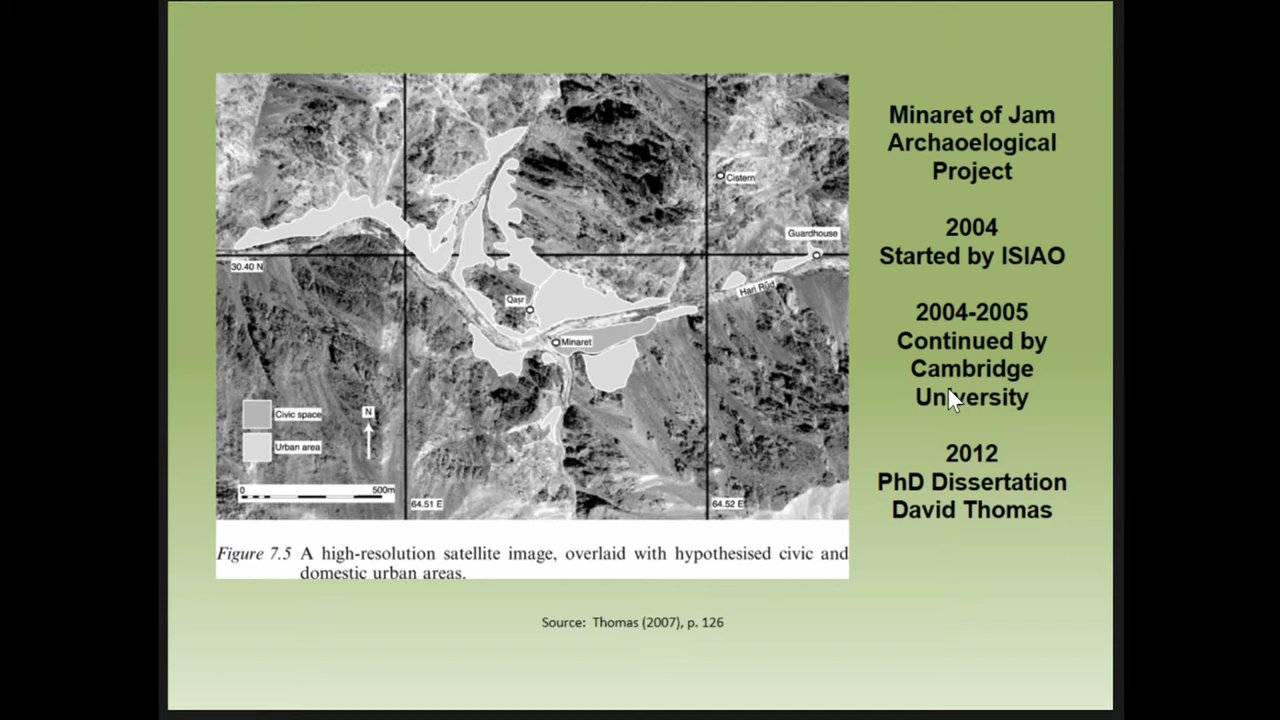 Minaret of Jam
Archaoelogical
Project
2004
Started by ISIAO
2004-2005
Continued by
Cambridge
University
2012
PhD Dissertation
David Thomas
Cistern
Guardhouse
30.40 N
Hari Rūd
Qaṣr
Minaret
Civic space
N
Urban area
0 500m
64.51 E
64.52 E
Figure 7.5 A high-resolution satellite image, overlaid with hypothesised civic and
domestic urban areas.
Source: Thomas (2007), p. 126